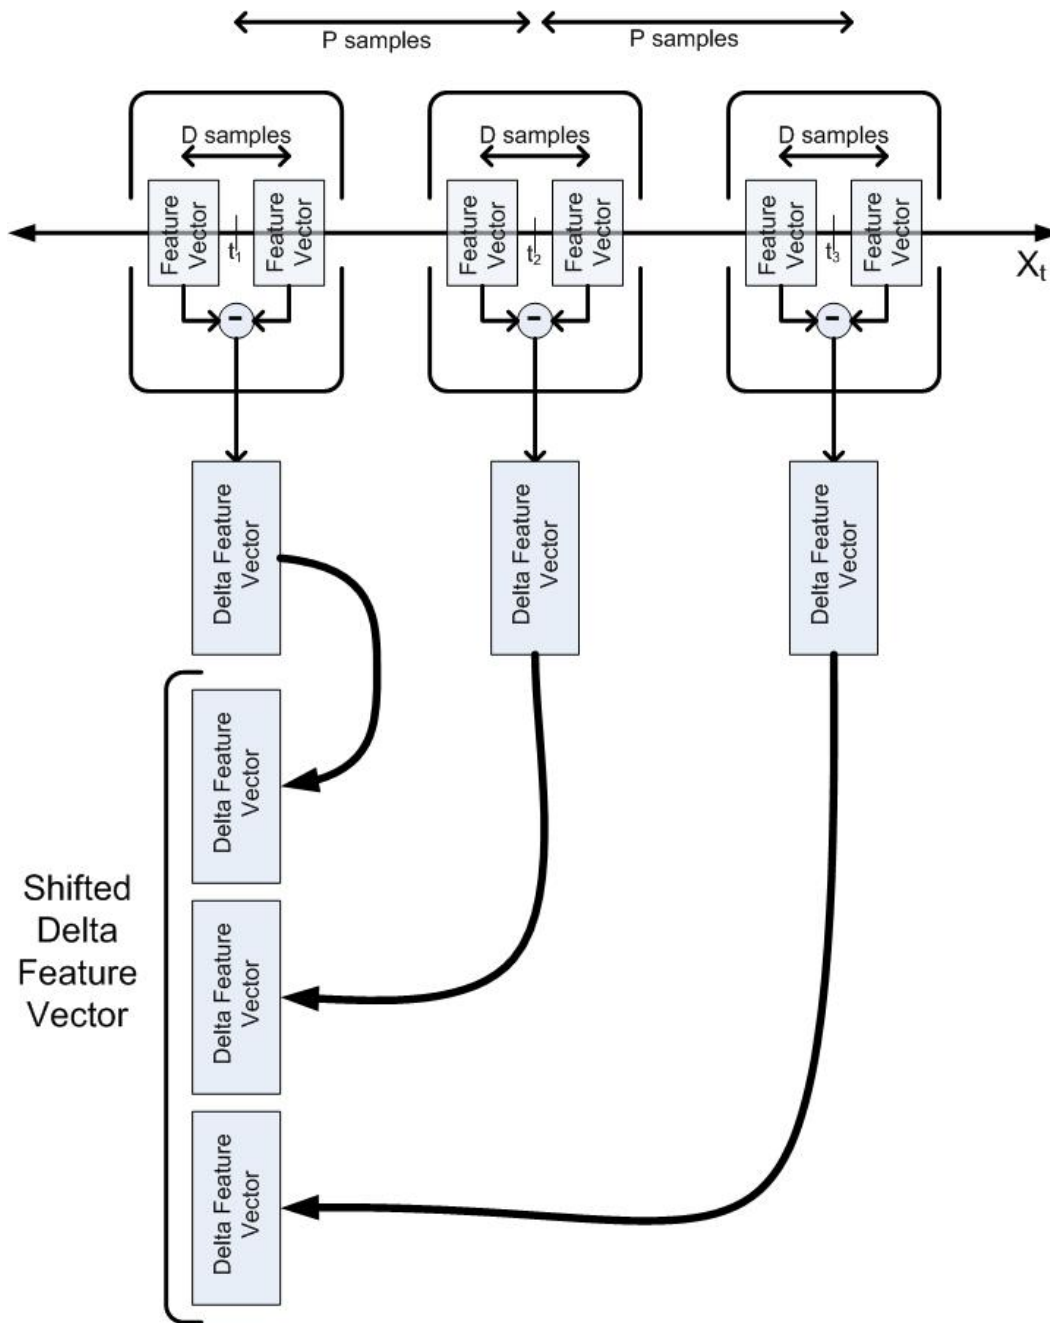 P samples
P samples
D samples
D samples
D samples
Feature
Vector
t1
Feature
Vector
Feature
Vector
t2
Feature
Vector
Feature
Vector
t3
Feature
Vector
Xt
-
-
-
Delta Feature
Vector
Delta Feature
Vector
Delta Feature
Vector
Delta Feature
Vector
Shifted
Delta
Feature
Vector
Delta Feature
Vector
Delta Feature
Vector